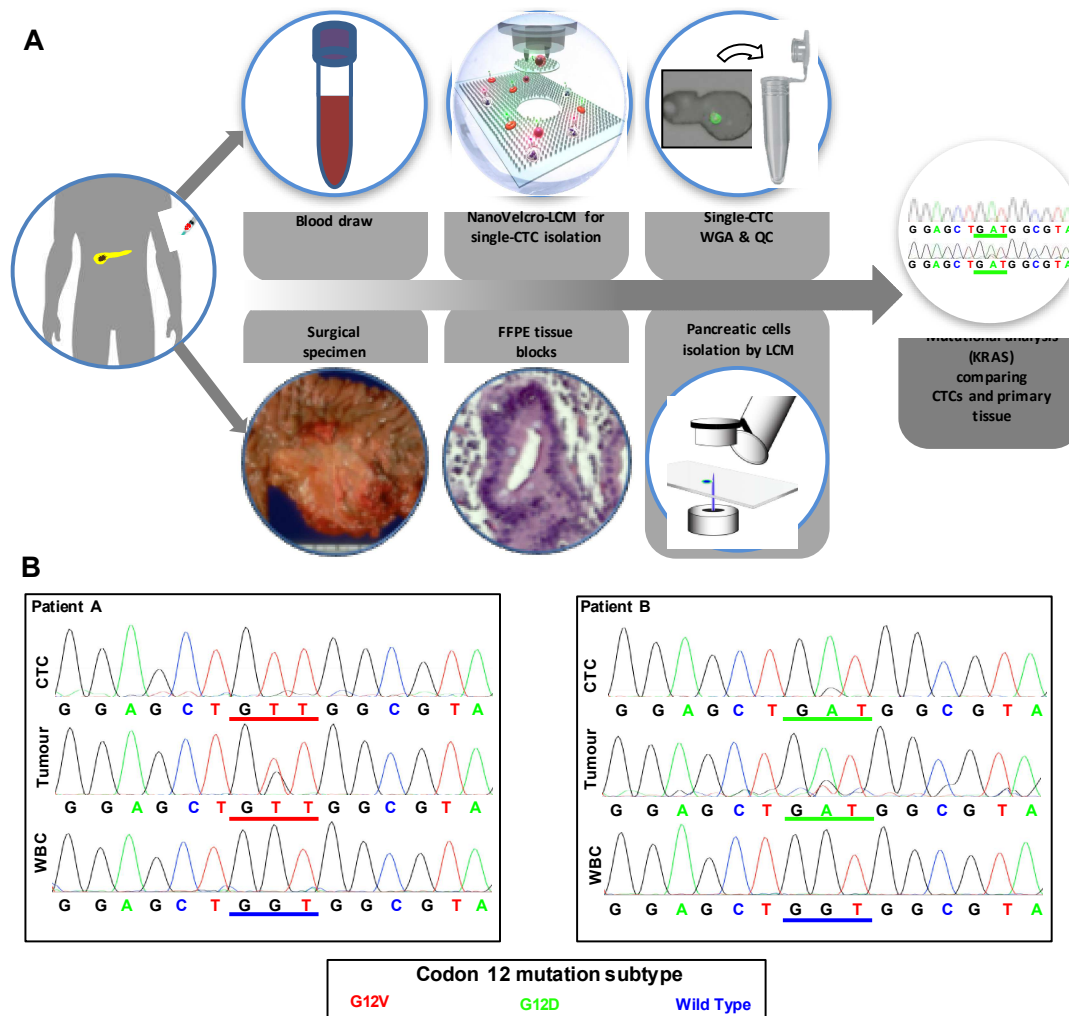 A
Blood draw
NanoVelcro-LCM for
single-CTC isolation
Single-CTC
WGA & QC
G G A G C T G A T G G C G T A
G G A G C T G A T G G C G T A
Surgical
specimen
FFPE tissue
blocks
Pancreatic cells
isolation by LCM
Mutational analysis
(KRAS)
comparing
CTCs and primary
tissue
B
Patient A
CTC
G G A G C T G T T G G C G T A
Tumour
G G A G C T G T T G G C G T A
WBC
G G A G C T G G T G G C G T A
Patient B
CTC
G G A G C T G A T G G C G T A
Tumour
G G A G C T G A T G G C G T A
WBC
G G A G C T G G T G G C G T A
Codon 12 mutation subtype
G12V G12D Wild Type